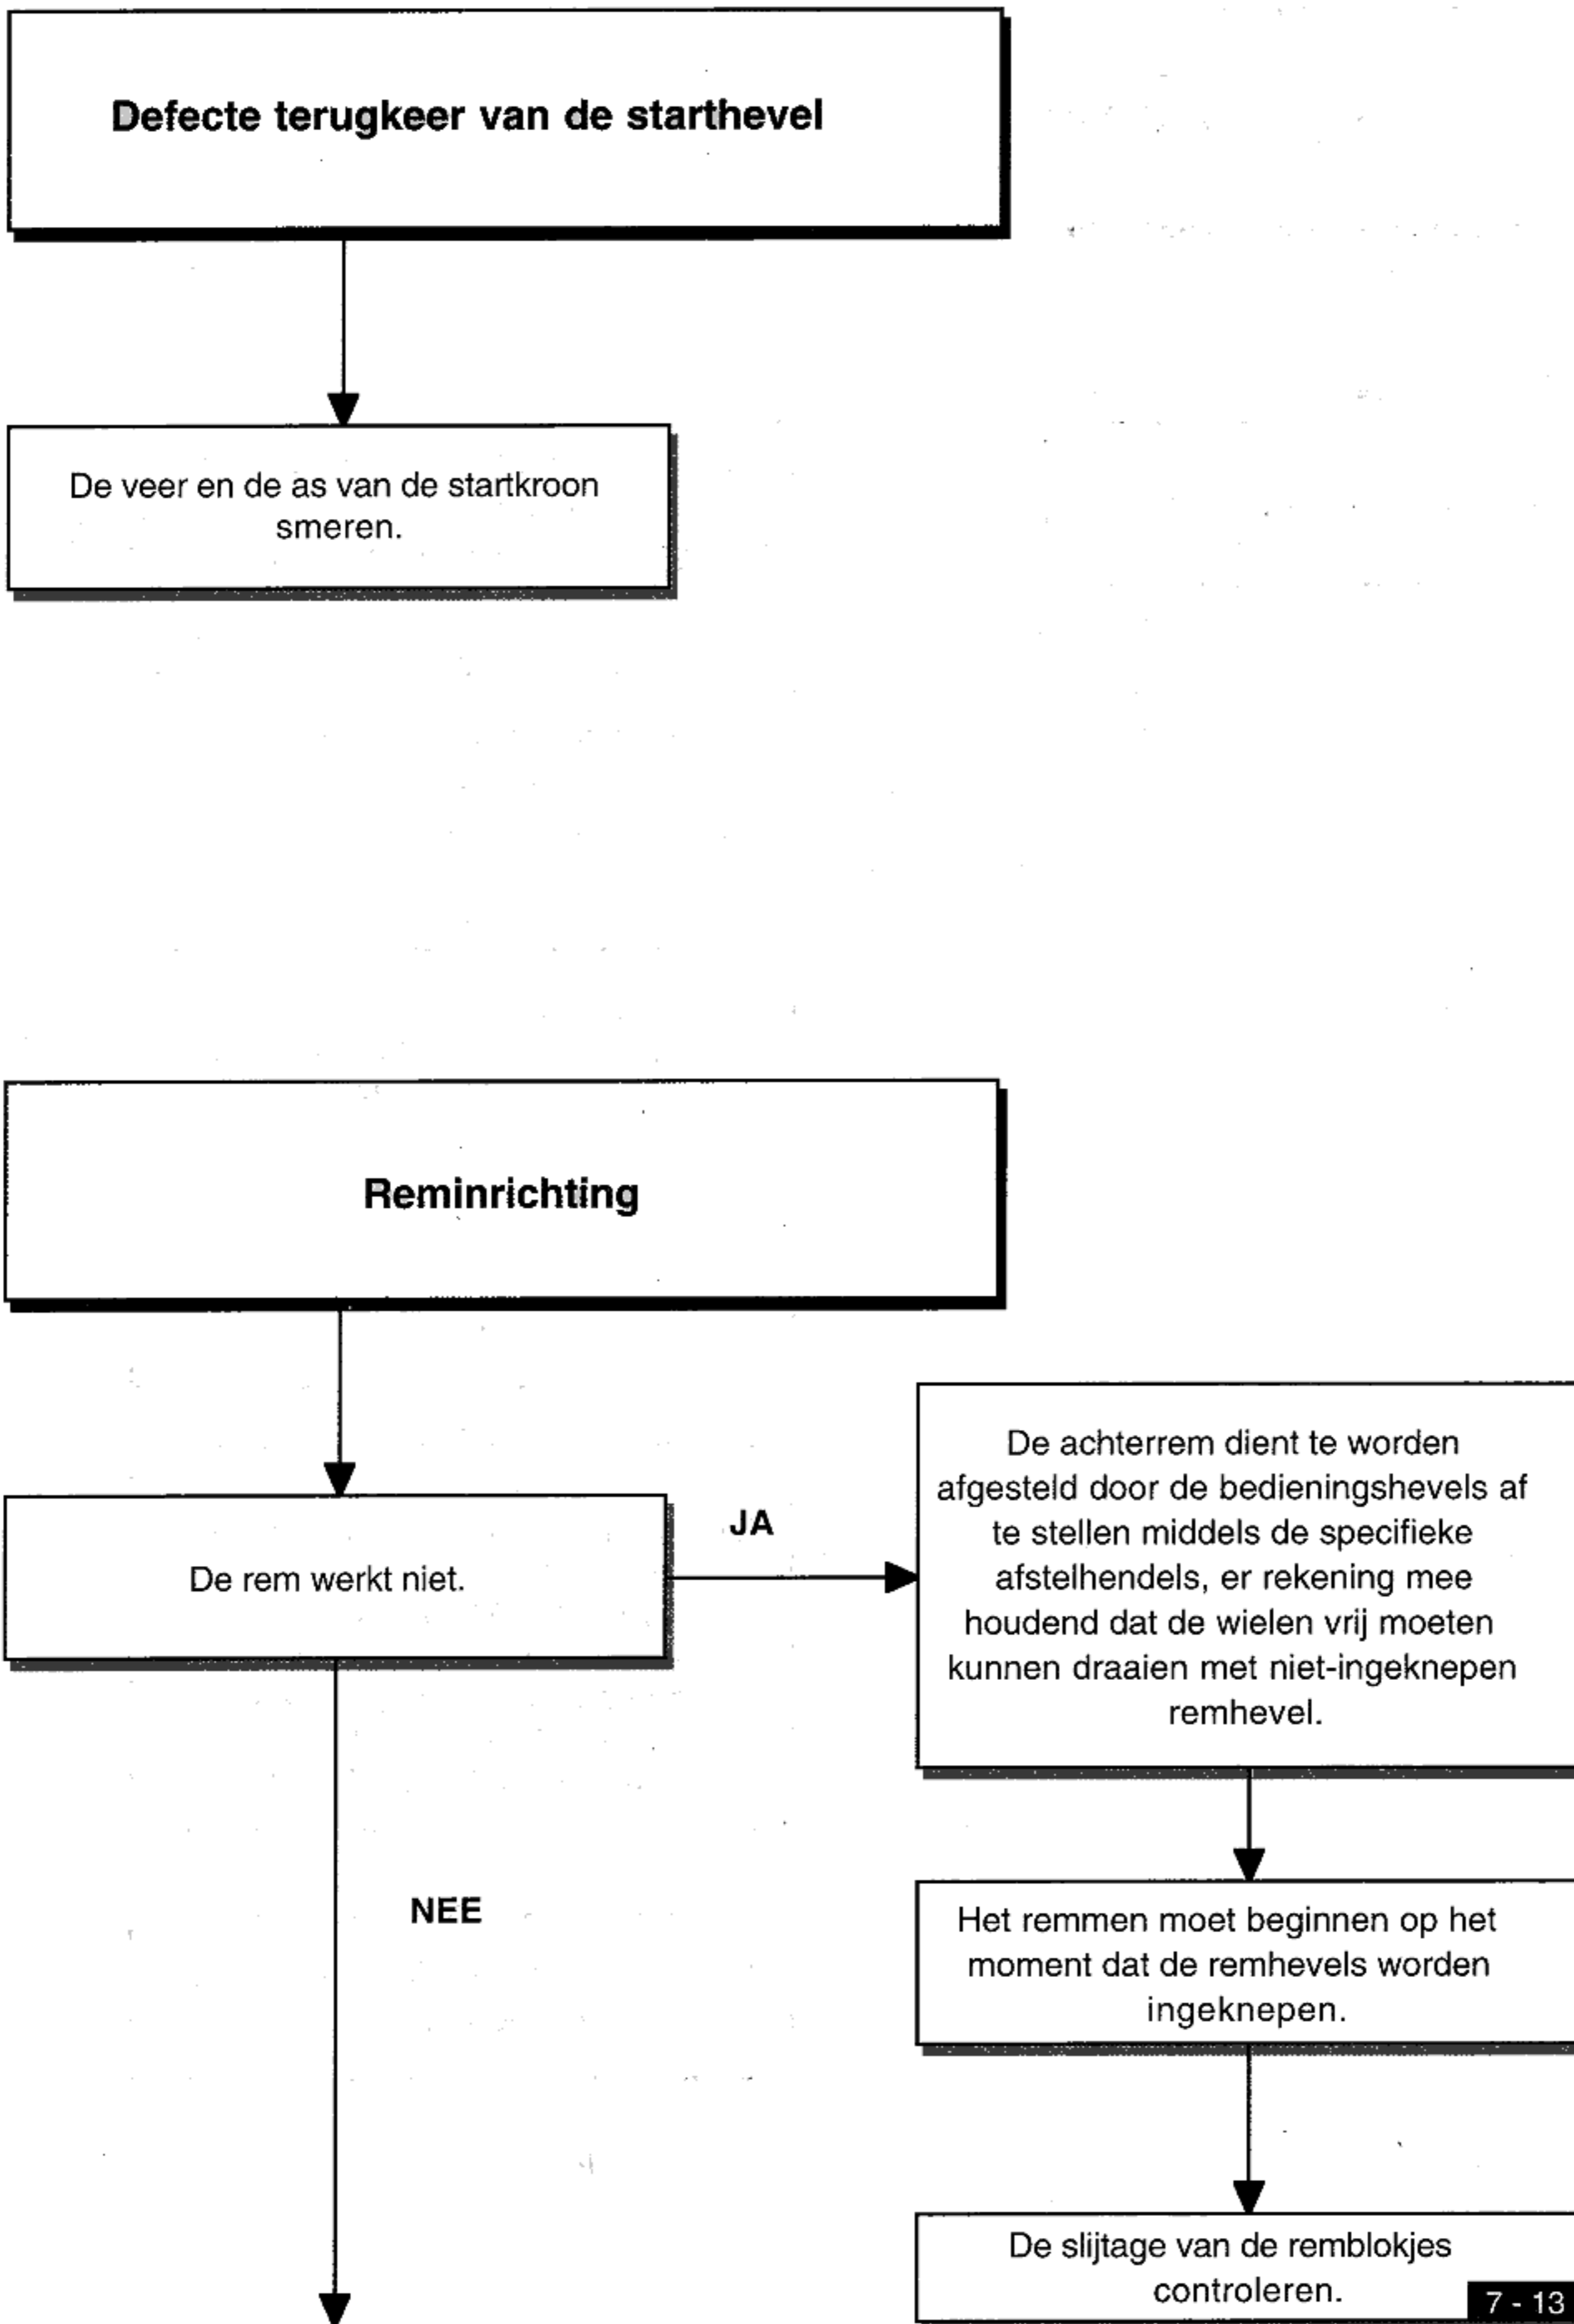 Defecte terugkeer van de starthevel
De veer en de as van de startkroon
smeren.
Reminrichting
De rem werkt niet.
JA
De achterrem dient te worden
afgesteld door de bedieningshevels af
te stellen middels de specifieke
afstelhendels, er rekening mee
houdend dat de wielen vrij moeten
kunnen draaien met niet-ingeknepen
remhevel.
NEE
Het remmen moet beginnen op het
moment dat de remhevels worden
ingeknepen.
De slijtage van de remblokjes
controleren.
7 - 13